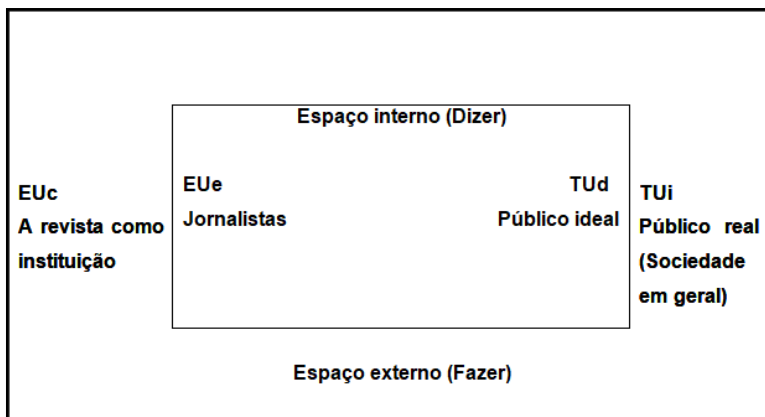 Espaço interno (Dizer)
EUc
A revista como
instituição
EUe
Jornalistas
TUd
Público ideal
TUi
Público real
(Sociedade
em geral)
Espaço externo (Fazer)